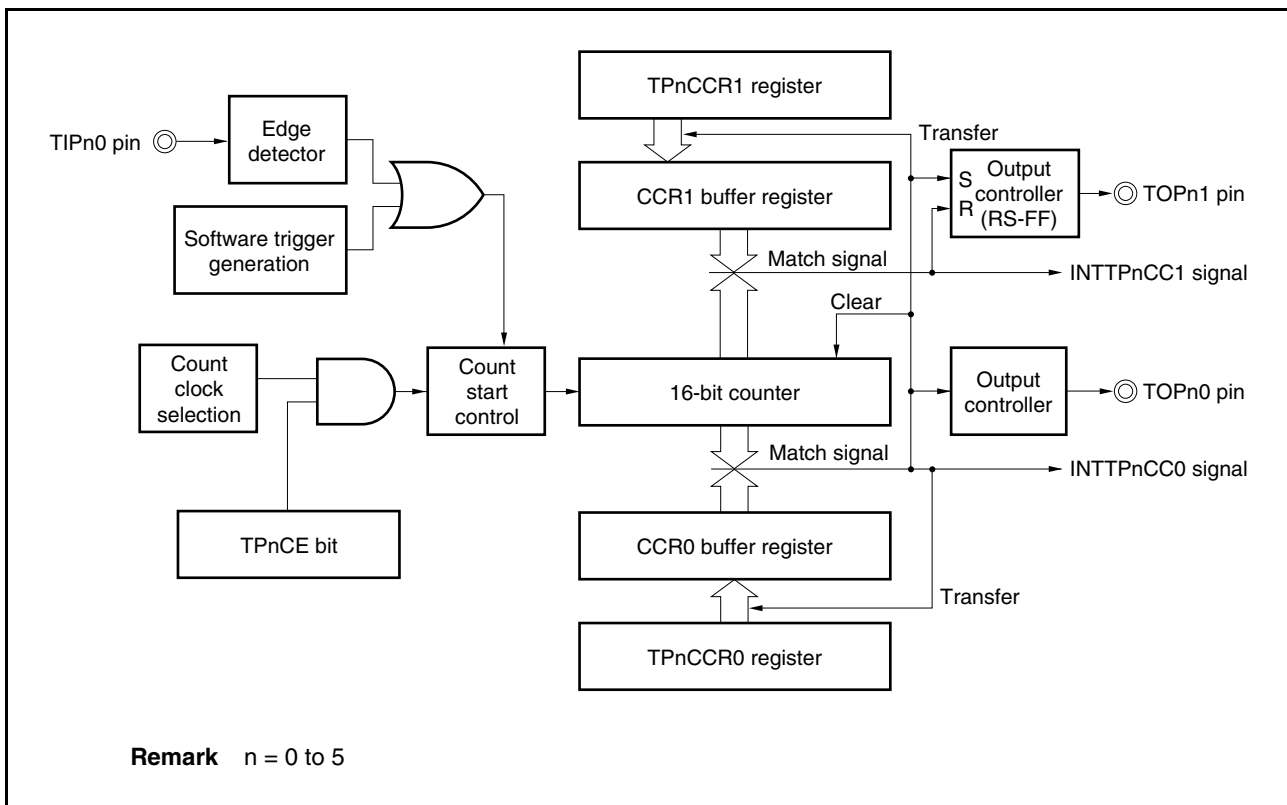 TPnCCR1 register
TIPn0 pin
Edge
detector
Transfer
CCR1 buffer register
S
R
Output
controller
(RS-FF)
TOPn1 pin
Software trigger
generation
Match signal
INTTPnCC1 signal
Clear
Count
clock
selection
Count
start
control
16-bit counter
Output
controller
TOPn0 pin
Match signal
INTTPnCC0 signal
TPnCE bit
CCR0 buffer register
Transfer
TPnCCR0 register
Remark n = 0 to 5